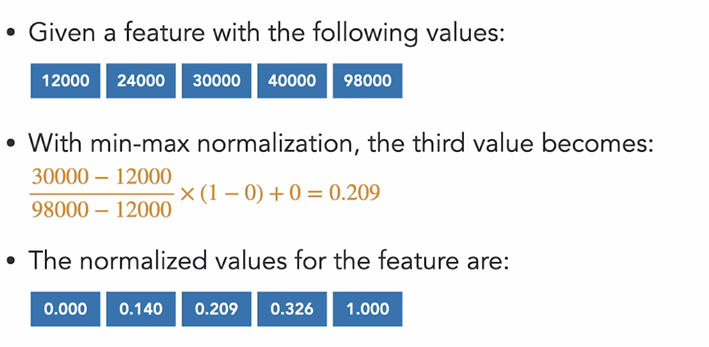 • Given a feature with the following values:
12000 24000 30000 40000 98000
• With min-max normalization, the third value becomes:
30000 − 12000
98000 − 12000
× (1 − 0) + 0 = 0.209
• The normalized values for the feature are:
0.000 0.140 0.209 0.326 1.000